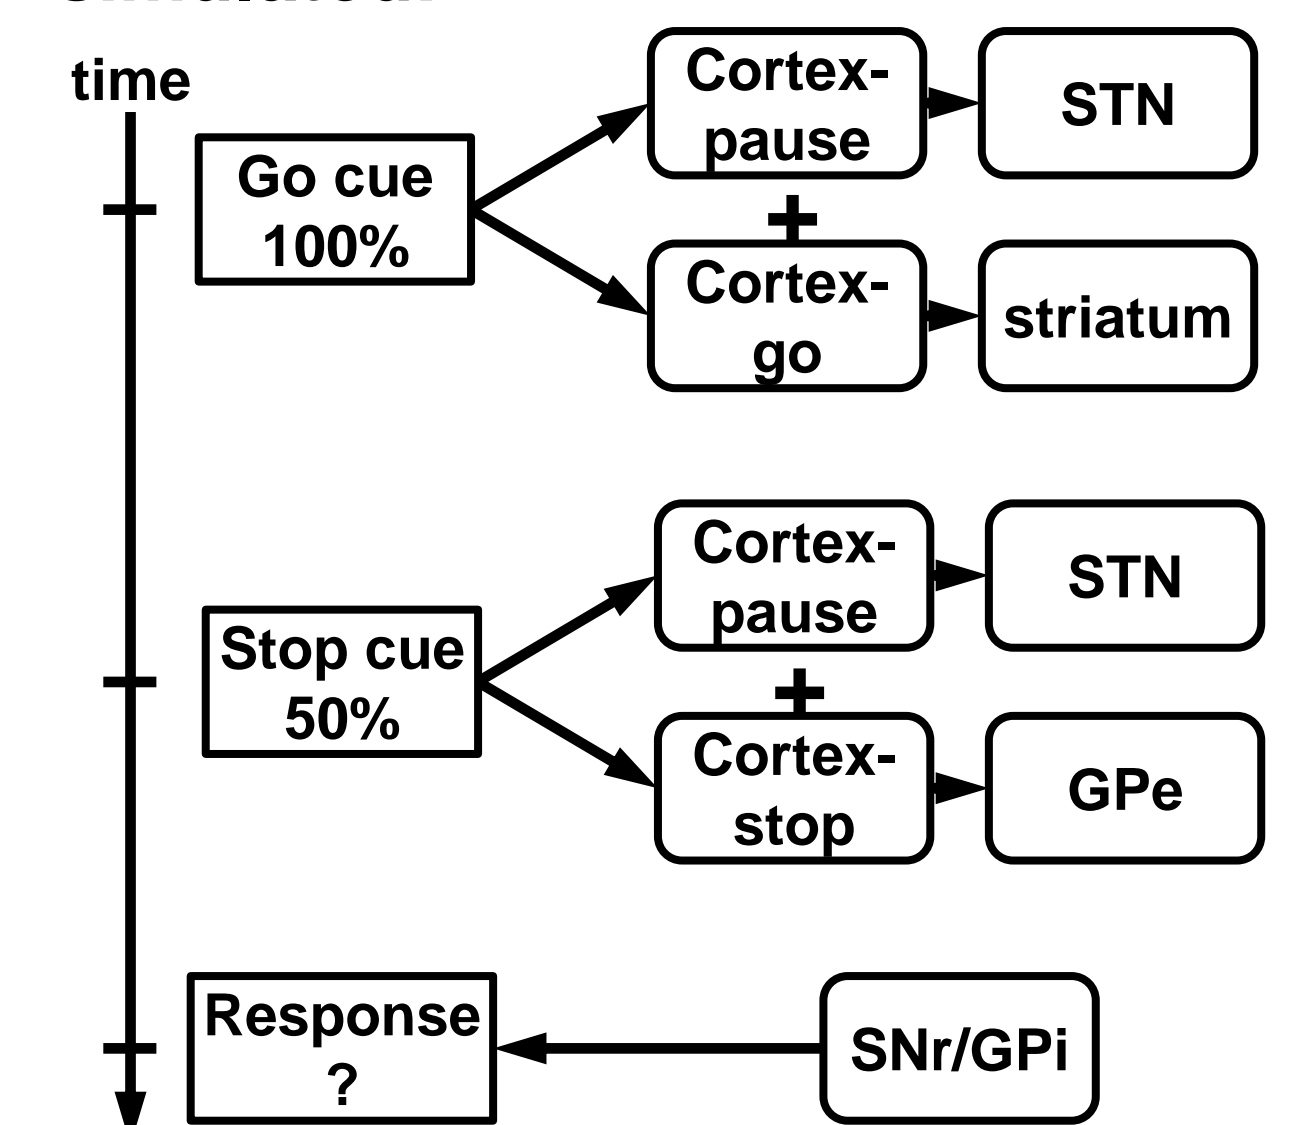 time
Cortex-
pause
STN
Go cue
100%
+
Cortex-
go
striatum
Cortex-
pause
STN
Stop cue
50%
+
Cortex-
stop
GPe
Response
?
SNr/GPi